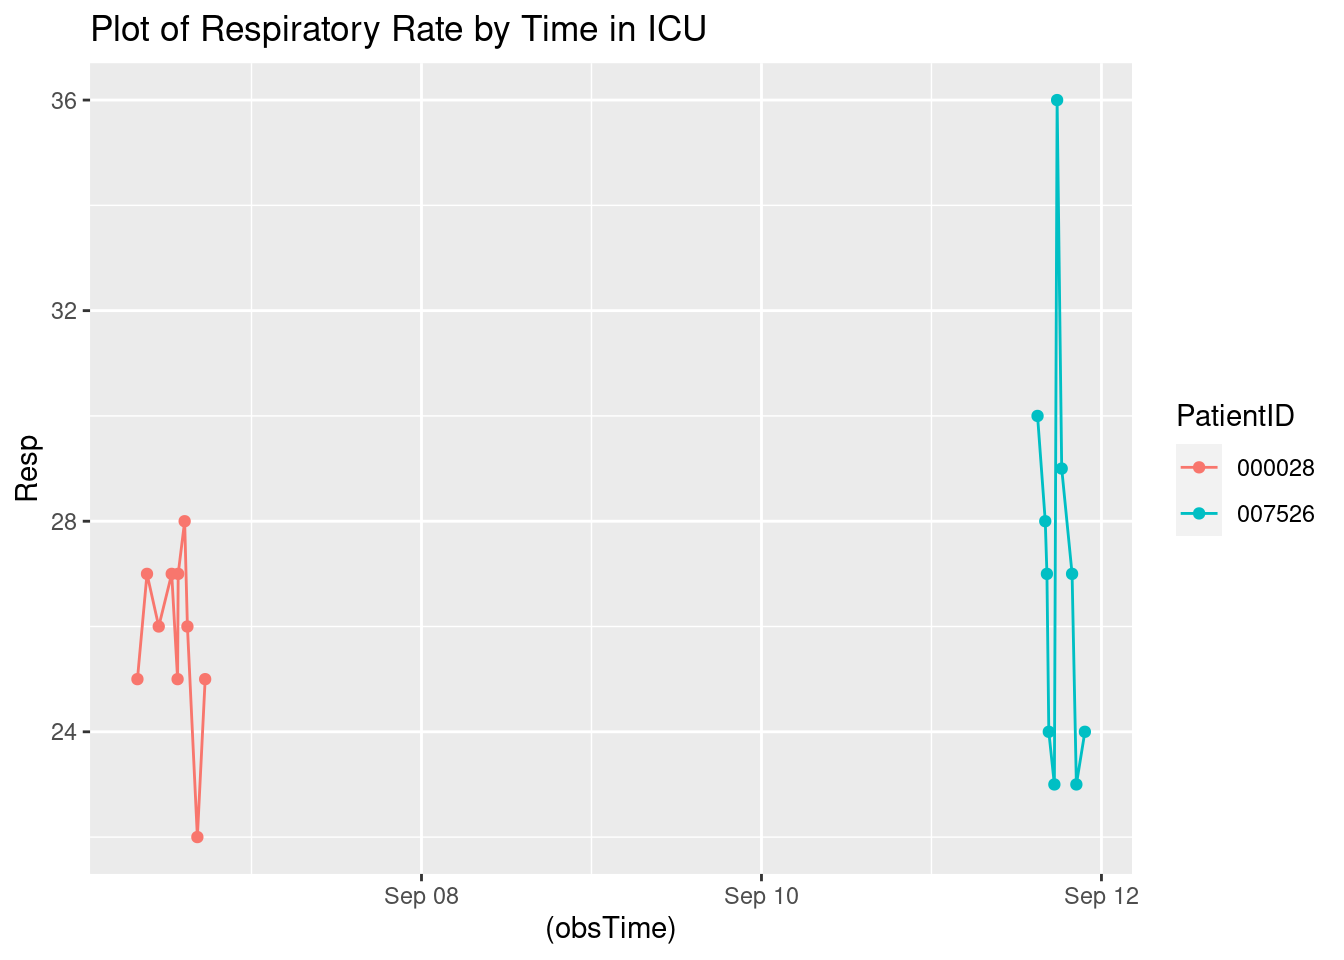 Plot of Respiratory Rate by Time in ICU
36
32
28
24
Resp
Sep 08
Sep 10
Sep 12
(obsTime)
PatientID
000028
007526